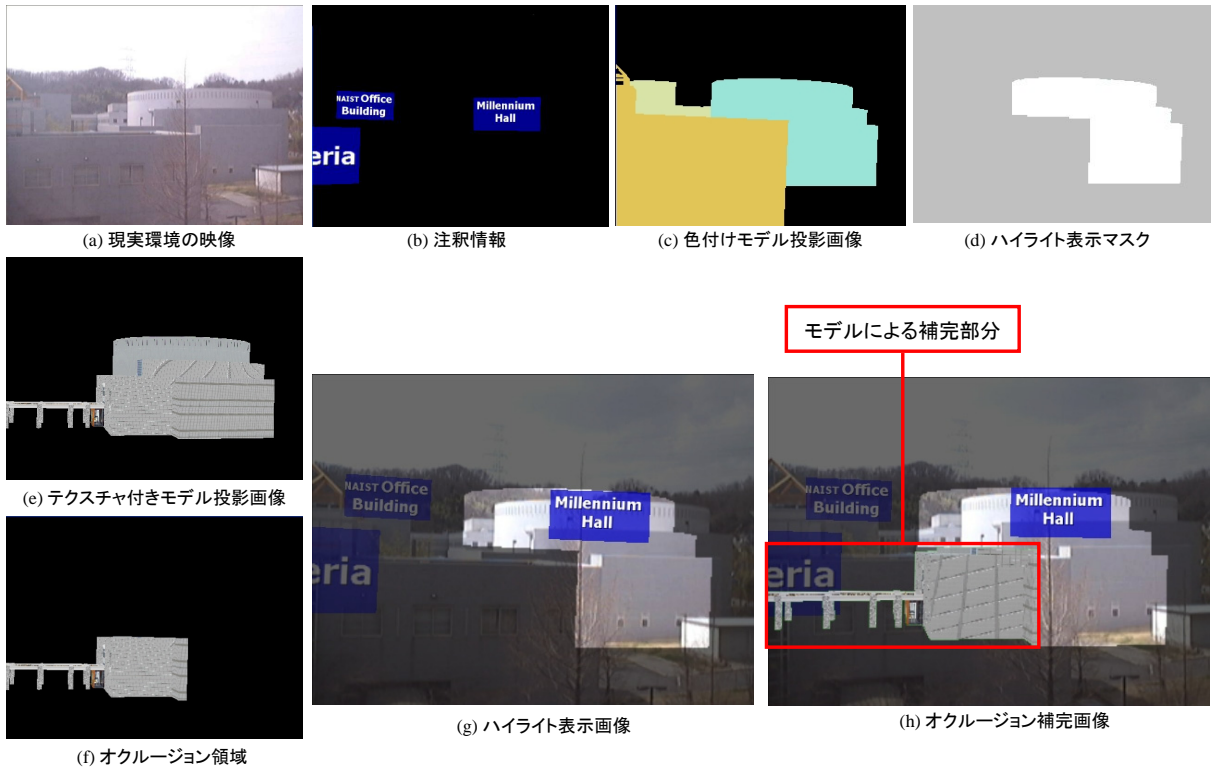 NAIST Office
Building
Millennium
Hall
eria
(a) 現実環境の映像
(b) 注釈情報
(c) 色付けモデル投影画像
(d) ハイライト表示マスク
モデルによる補完部分
(e) テクスチャ付きモデル投影画像
NAIST Office
Building
Millennium
Hall
eria
NAIST Office
Building
Millennium
Hall
eria
(g) ハイライト表示画像
(h) オクルージョン補完画像
(f) オクルージョン領域